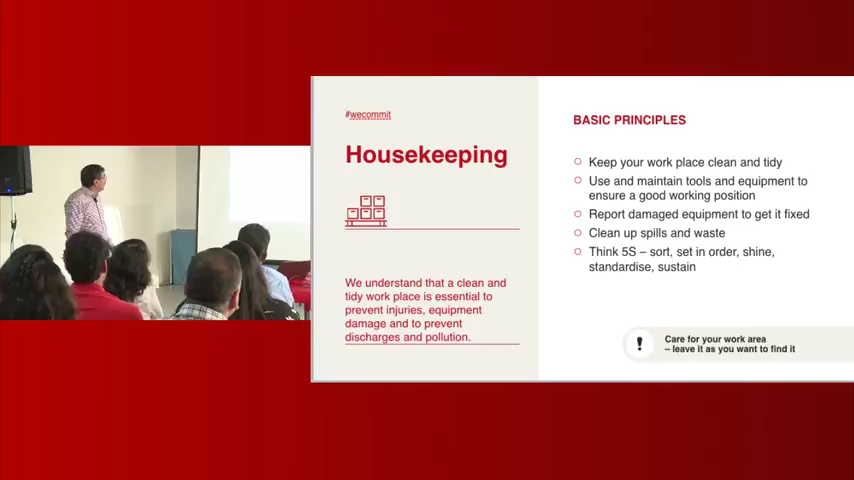 #wecommit
Housekeeping
We understand that a clean and
tidy work place is essential to
prevent injuries, equipment
damage and to prevent
discharges and pollution.
BASIC PRINCIPLES
Keep your work place clean and tidy
Use and maintain tools and equipment to
ensure a good working position
Report damaged equipment to get it fixed
Clean up spills and waste
Think 5S – sort, set in order, shine,
standardise, sustain
Care for your work area
– leave it as you want to find it